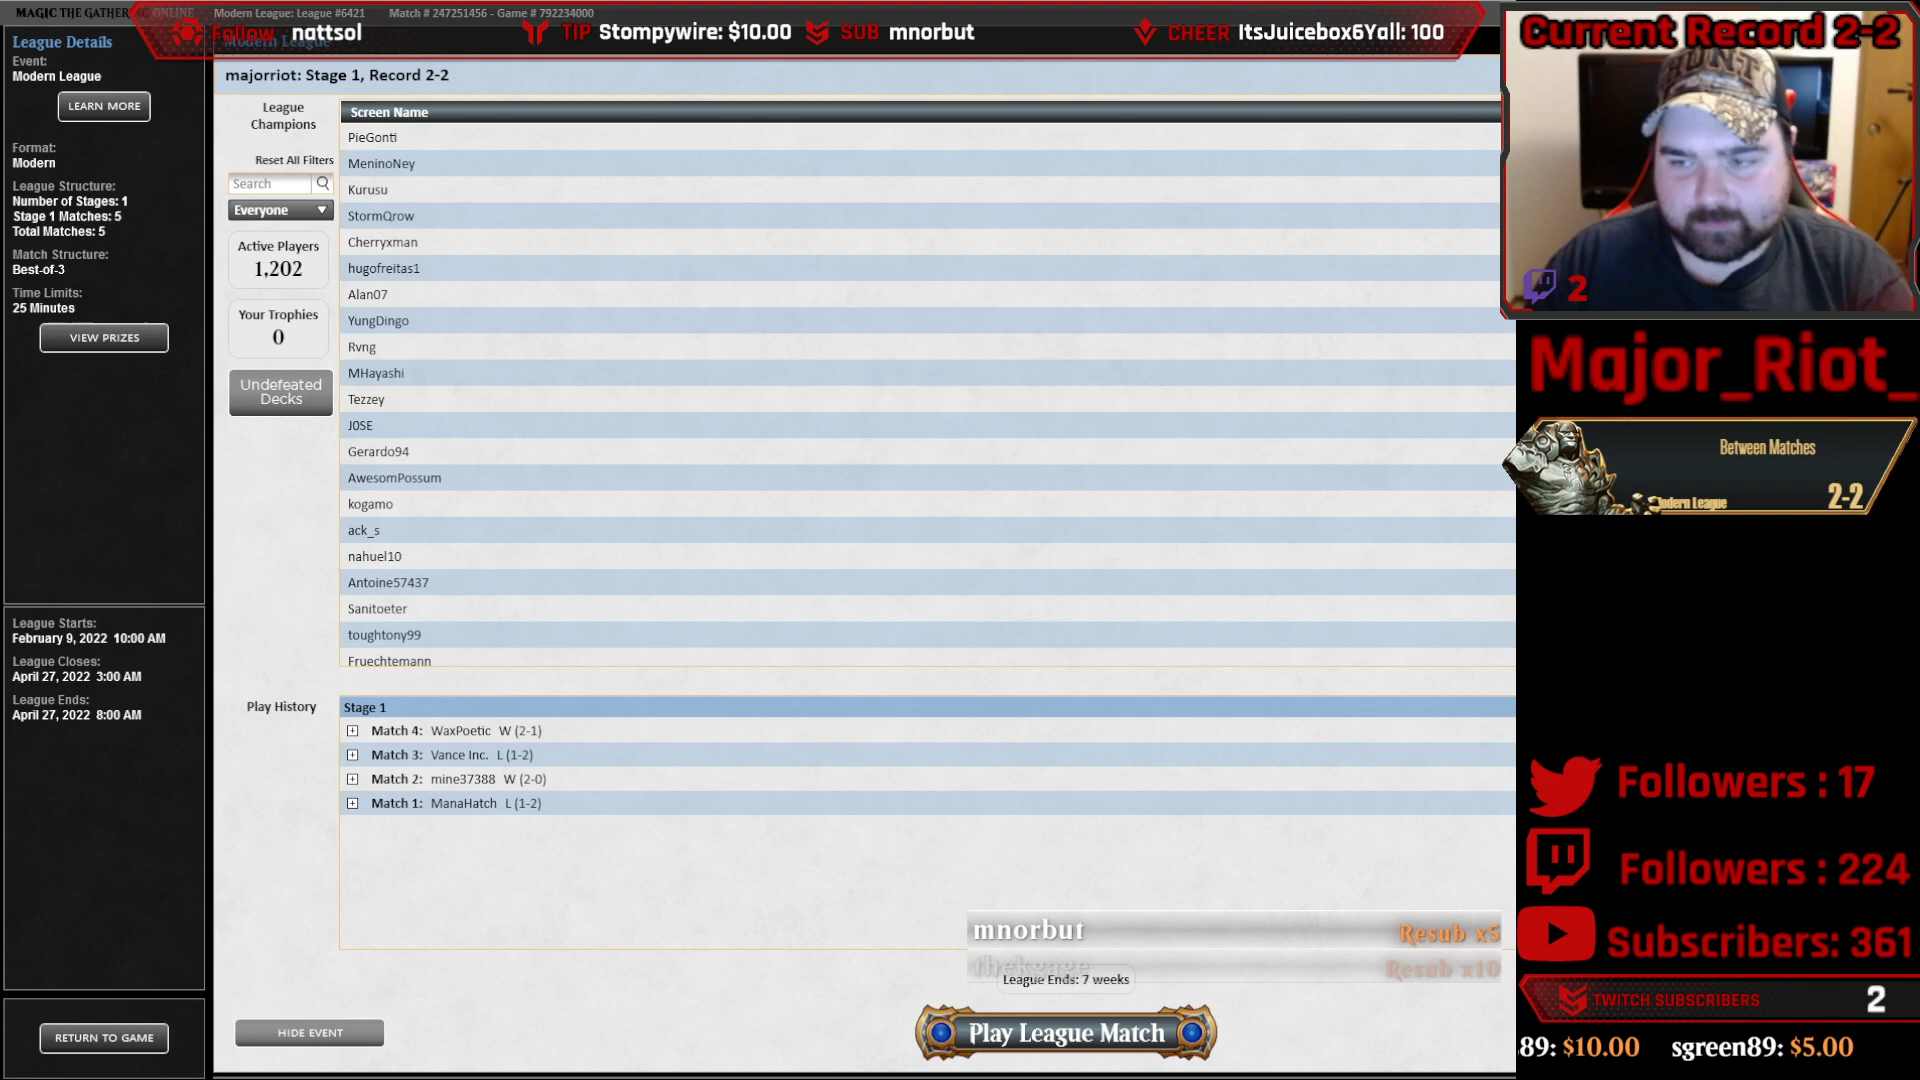 MAGIC THE GATHERING ONLINE
Modern League: League #6421
Match # 247251456 - Game # 792234000
Follow nattsol
TIP Stompywire: $10.00
SUB mnorbut
CHEER ItsJuicebox6Yall: 100
Current Record 2-2
League Details
Event:
Modern League
LEARN MORE
Format:
Modern
League Structure:
Number of Stages: 1
Stage 1 Matches: 5
Total Matches: 5
Match Structure:
Best-of-3
Time Limits:
25 Minutes
VIEW PRIZES
League Starts:
February 9, 2022 10:00 AM
League Closes:
April 27, 2022 3:00 AM
League Ends:
April 27, 2022 8:00 AM
RETURN TO GAME
Modern League
majorriot: Stage 1, Record 2-2
League
Champions
Reset All Filters
Search
Everyone
Active Players
1,202
Your Trophies
0
Undefeated
Decks
Screen Name
PieGonti
MeninoNey
Kurusu
StormQrow
Cherryxman
hugofreitas1
Alan07
YungDingo
Rvng
MHayashi
Tezzey
J0SE
Gerardo94
AwesomPossum
kogamo
ack_s
nahuel10
Antoine57437
Sanitoeter
toughtony99
Fruechtemann
Play History
Stage 1
Match 4: WaxPoetic W (2-1)
Match 3: Vance Inc. L (1-2)
Match 2: mine37388 W (2-0)
Match 1: ManaHatch L (1-2)
mnorbut Resub x5
thekgage Resub x10
League Ends: 7 weeks
HIDE EVENT
Play League Match
HUNT
2
Major_Riot_
Between Matches
Modern League
2-2
Followers : 17
Followers : 224
Subscribers: 361
TWITCH SUBSCRIBERS 2
89: $10.00 sgreen89: $5.00